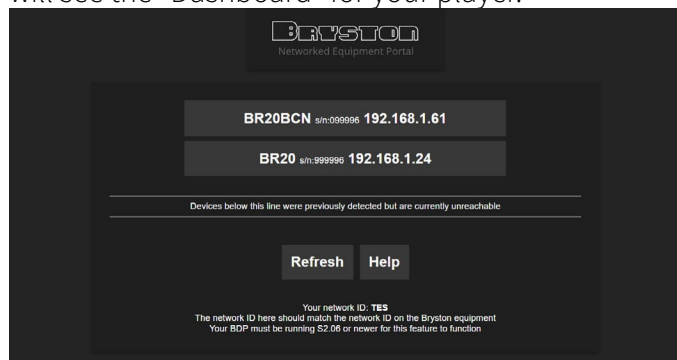 will see the "Dashboard" for your player.
BRYSTON
Networked Equipment Portal
BR20BCN s/n:099996 192.168.1.61
BR20 s/n:999996 192.168.1.24
Devices below this line were previously detected but are currently unreachable
Refresh Help
Your network ID: TES
The network ID here should match the network ID on the Bryston equipment
Your BDP must be running S2.06 or newer for this feature to function